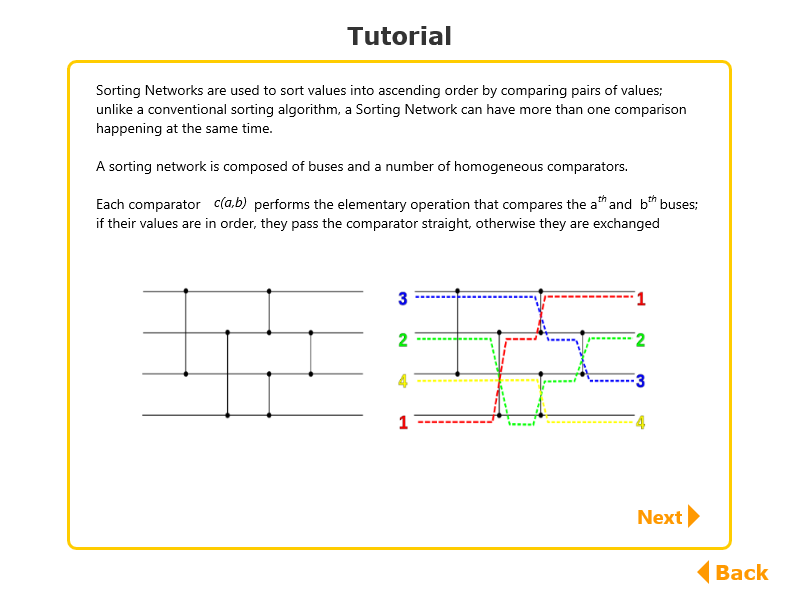 Tutorial
Sorting Networks are used to sort values into ascending order by comparing pairs of values;
unlike a conventional sorting algorithm, a Sorting Network can have more than one comparison
happening at the same time.
A sorting network is composed of buses and a number of homogeneous comparators.
Each comparator c(a,b) performs the elementary operation that compares the a^th and b^th buses;
if their values are in order, they pass the comparator straight, otherwise they are exchanged
3 1
2 2
4 3
1 4
Next
Back